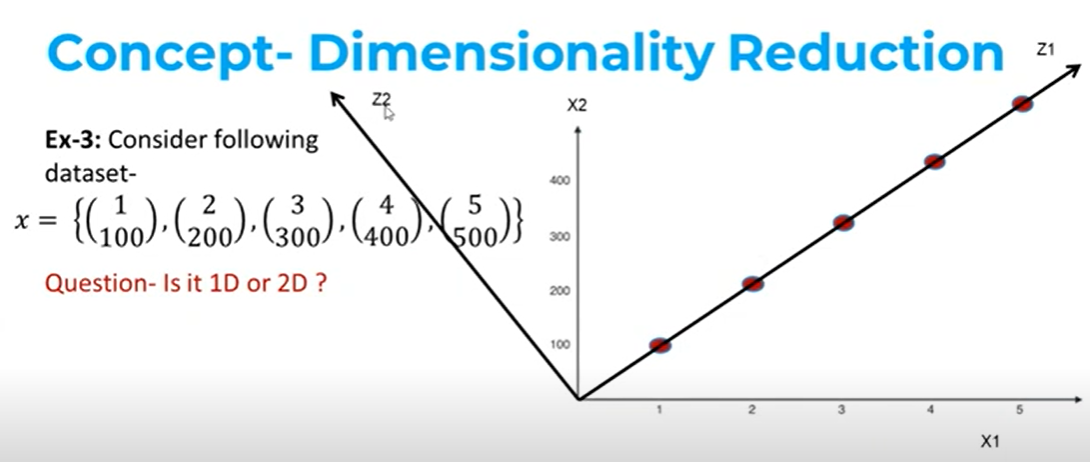 Concept- Dimensionality Reduction
Ex-3: Consider following
dataset-
x = {(1 100), (2 200), (3 300), (4 400), (5 500)}
Question- Is it 1D or 2D ?
Z2
X2
Z1
400
300
200
100
1 2 3 4 5
X1